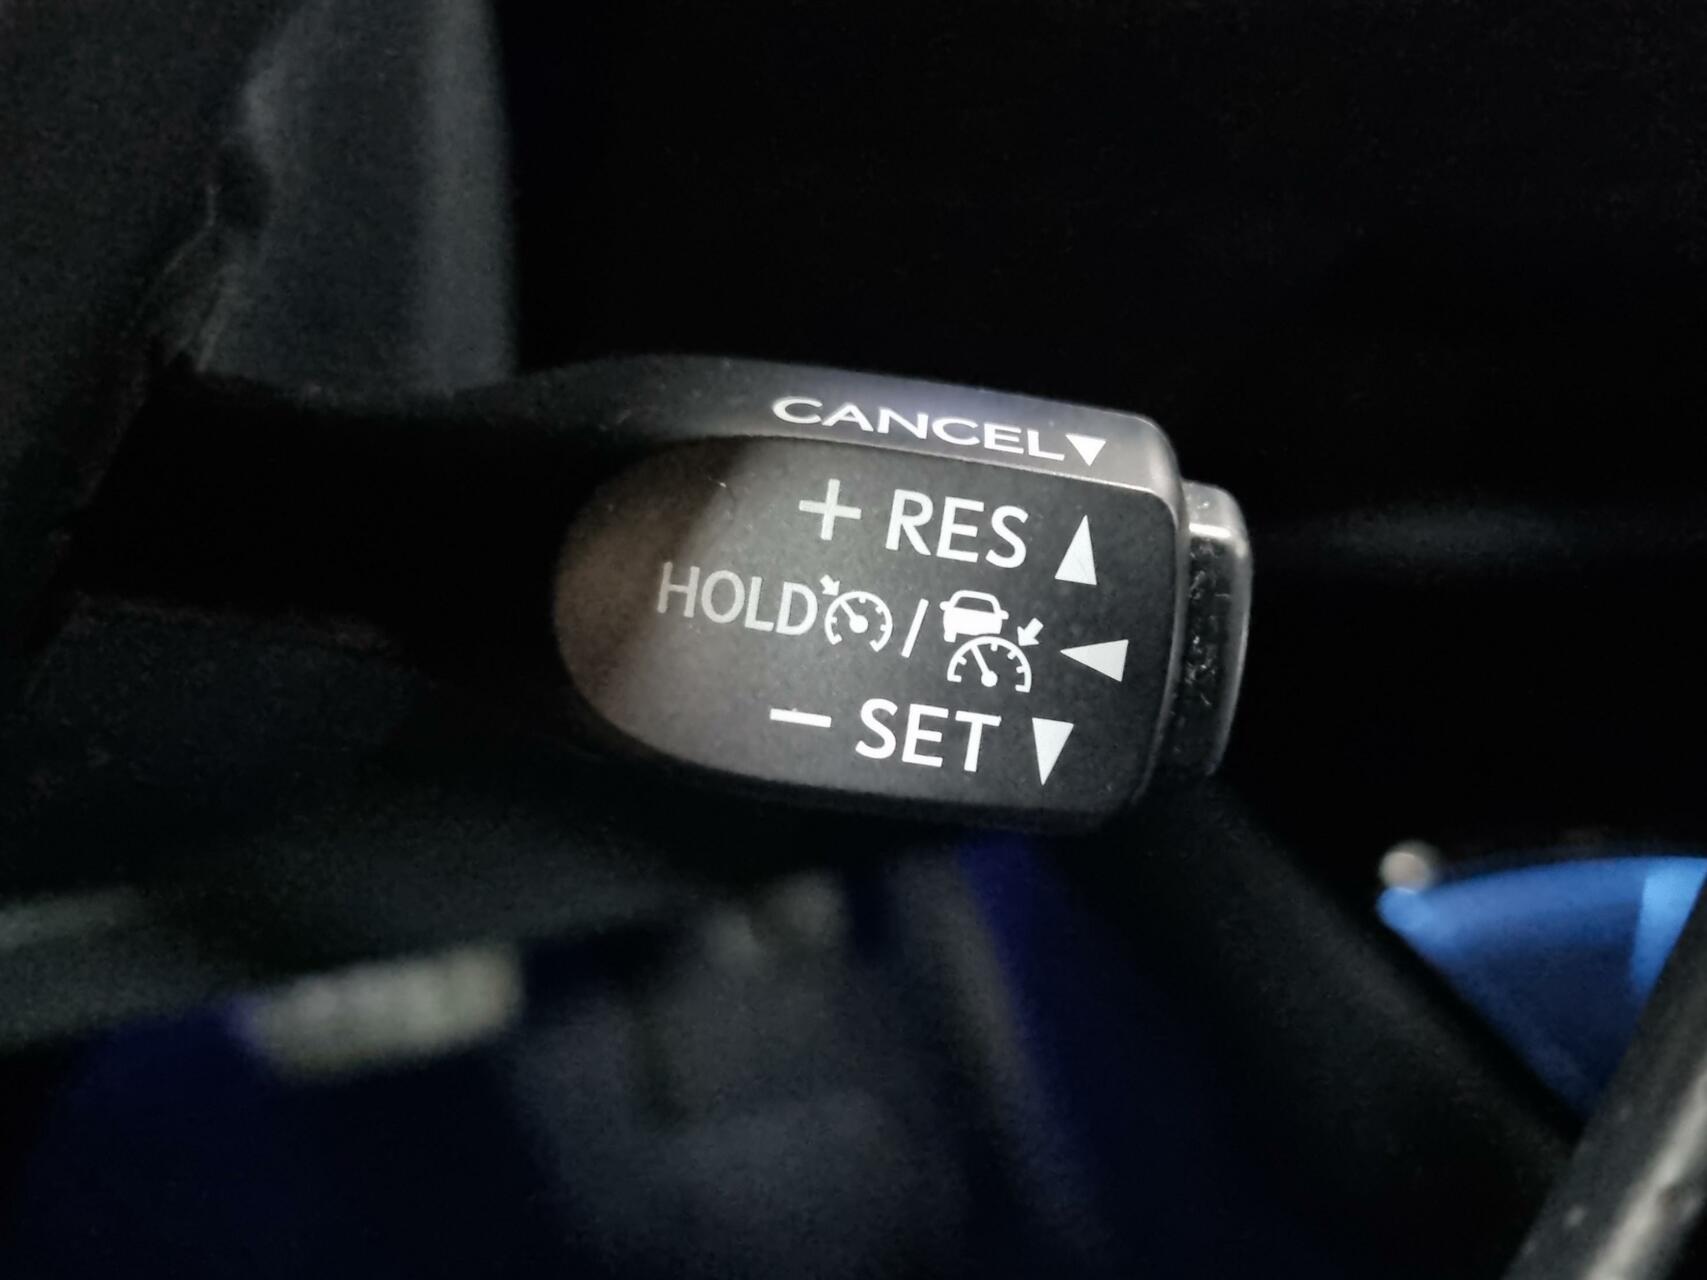 CANCEL▼
+ RES ▲
HOLD / ◀
− SET ▼